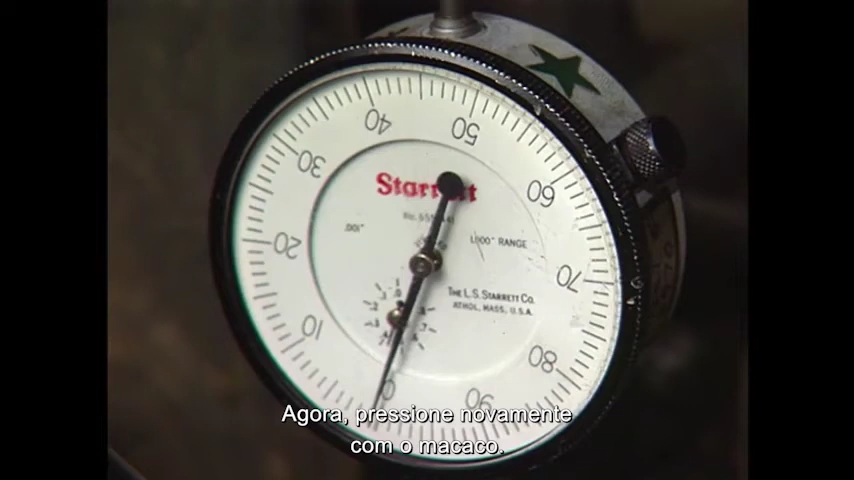 50
40
60
30
Starrett
.001"
1.000" RANGE
20
70
THE L.S. STARRETT CO.
ATHOL, MASS, U.S.A.
10
80
0
90
Agora, pressione novamente
com o macaco.